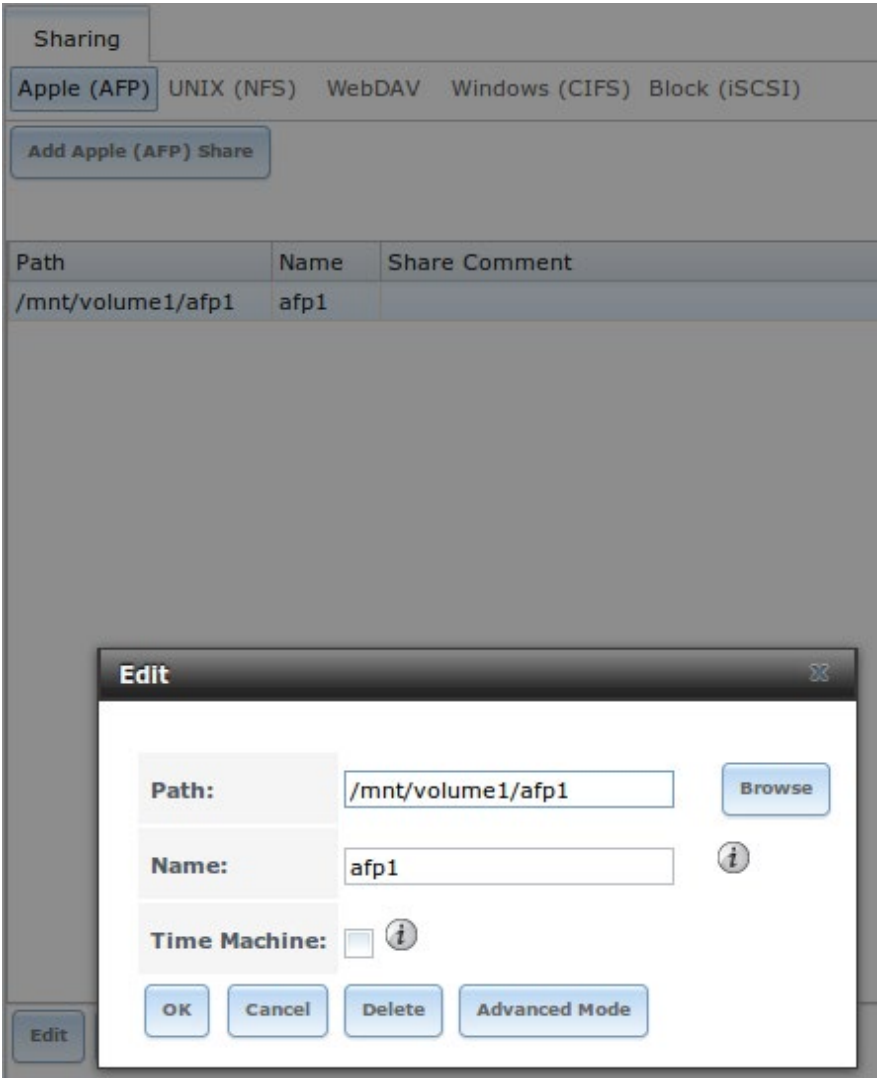 Sharing
Apple (AFP) UNIX (NFS) WebDAV Windows (CIFS) Block (iSCSI)
Add Apple (AFP) Share
Path Name Share Comment
/mnt/volume1/afp1 afp1
Edit
Path: /mnt/volume1/afp1 Browse
Name: afp1
Time Machine:
OK Cancel Delete Advanced Mode
Edit